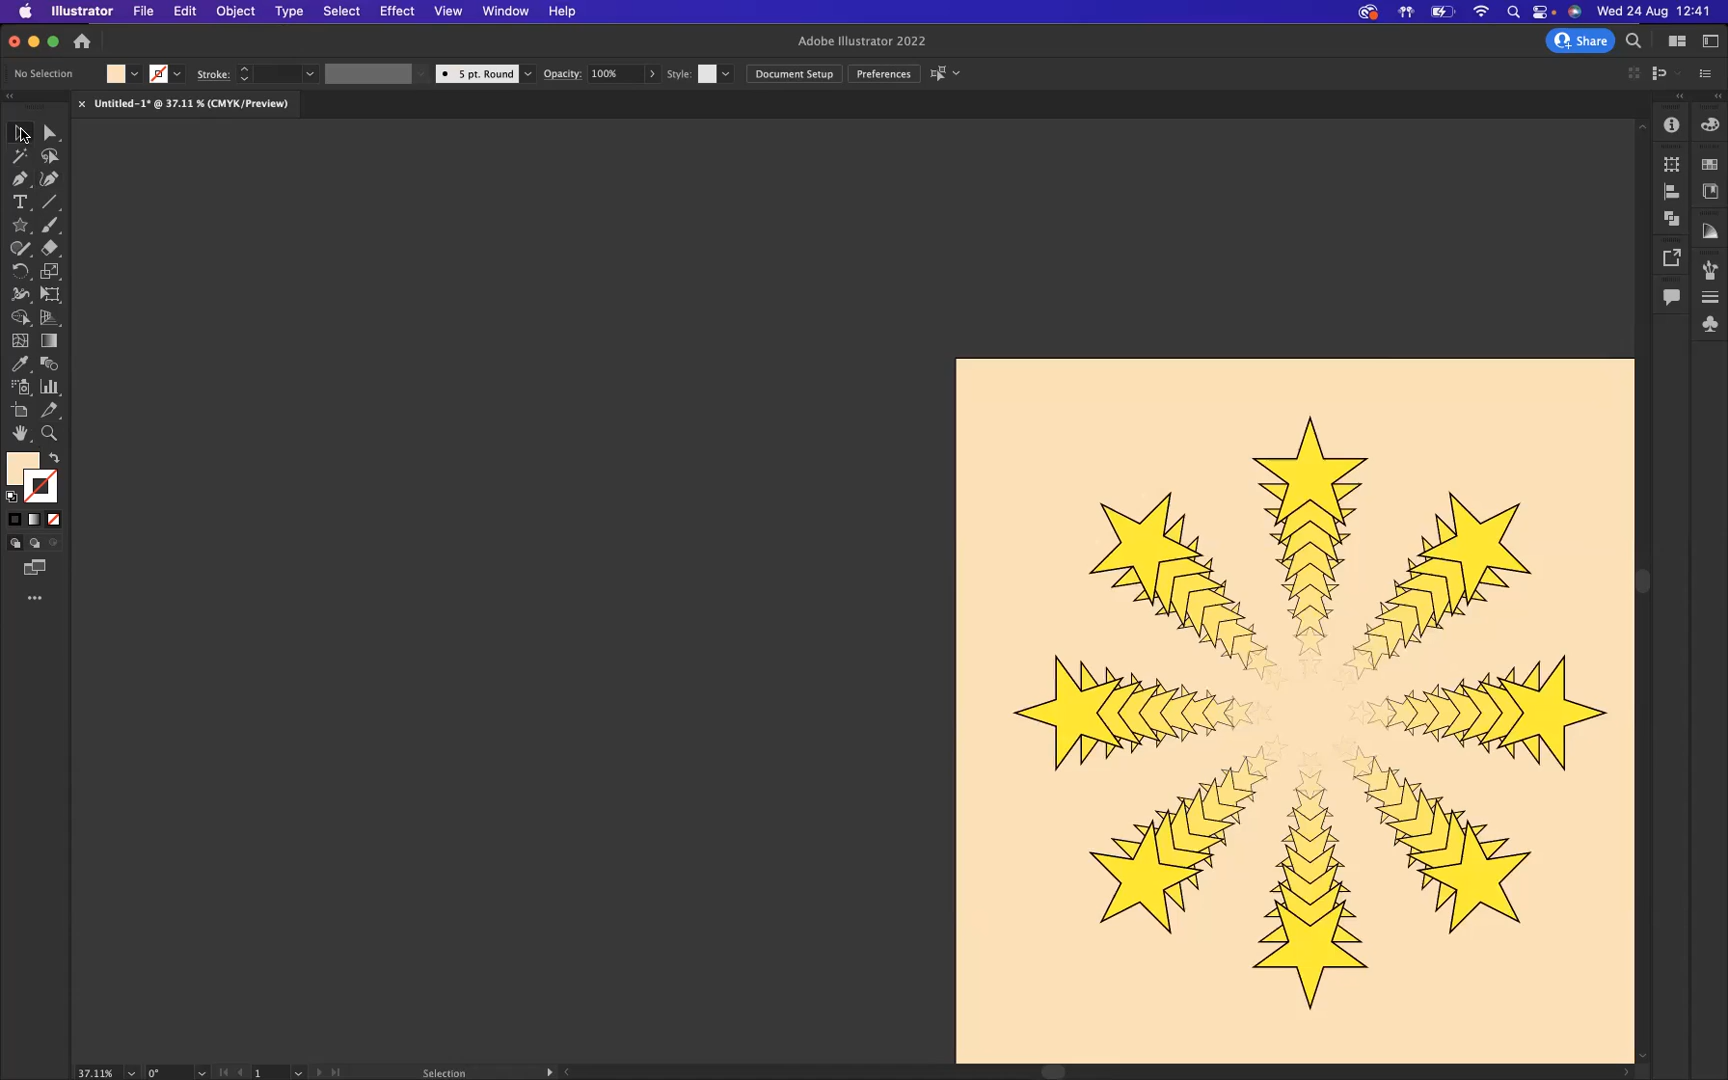 Illustrator File Edit Object Type Select Effect View Window Help Wed 24 Aug 12:41
Adobe Illustrator 2022 Share
No Selection Stroke: 5 pt. Round Opacity: 100% Style: Document Setup Preferences
Untitled-1* @ 37.11 % (CMYK/Preview)
37.11% 0° 1 Selection